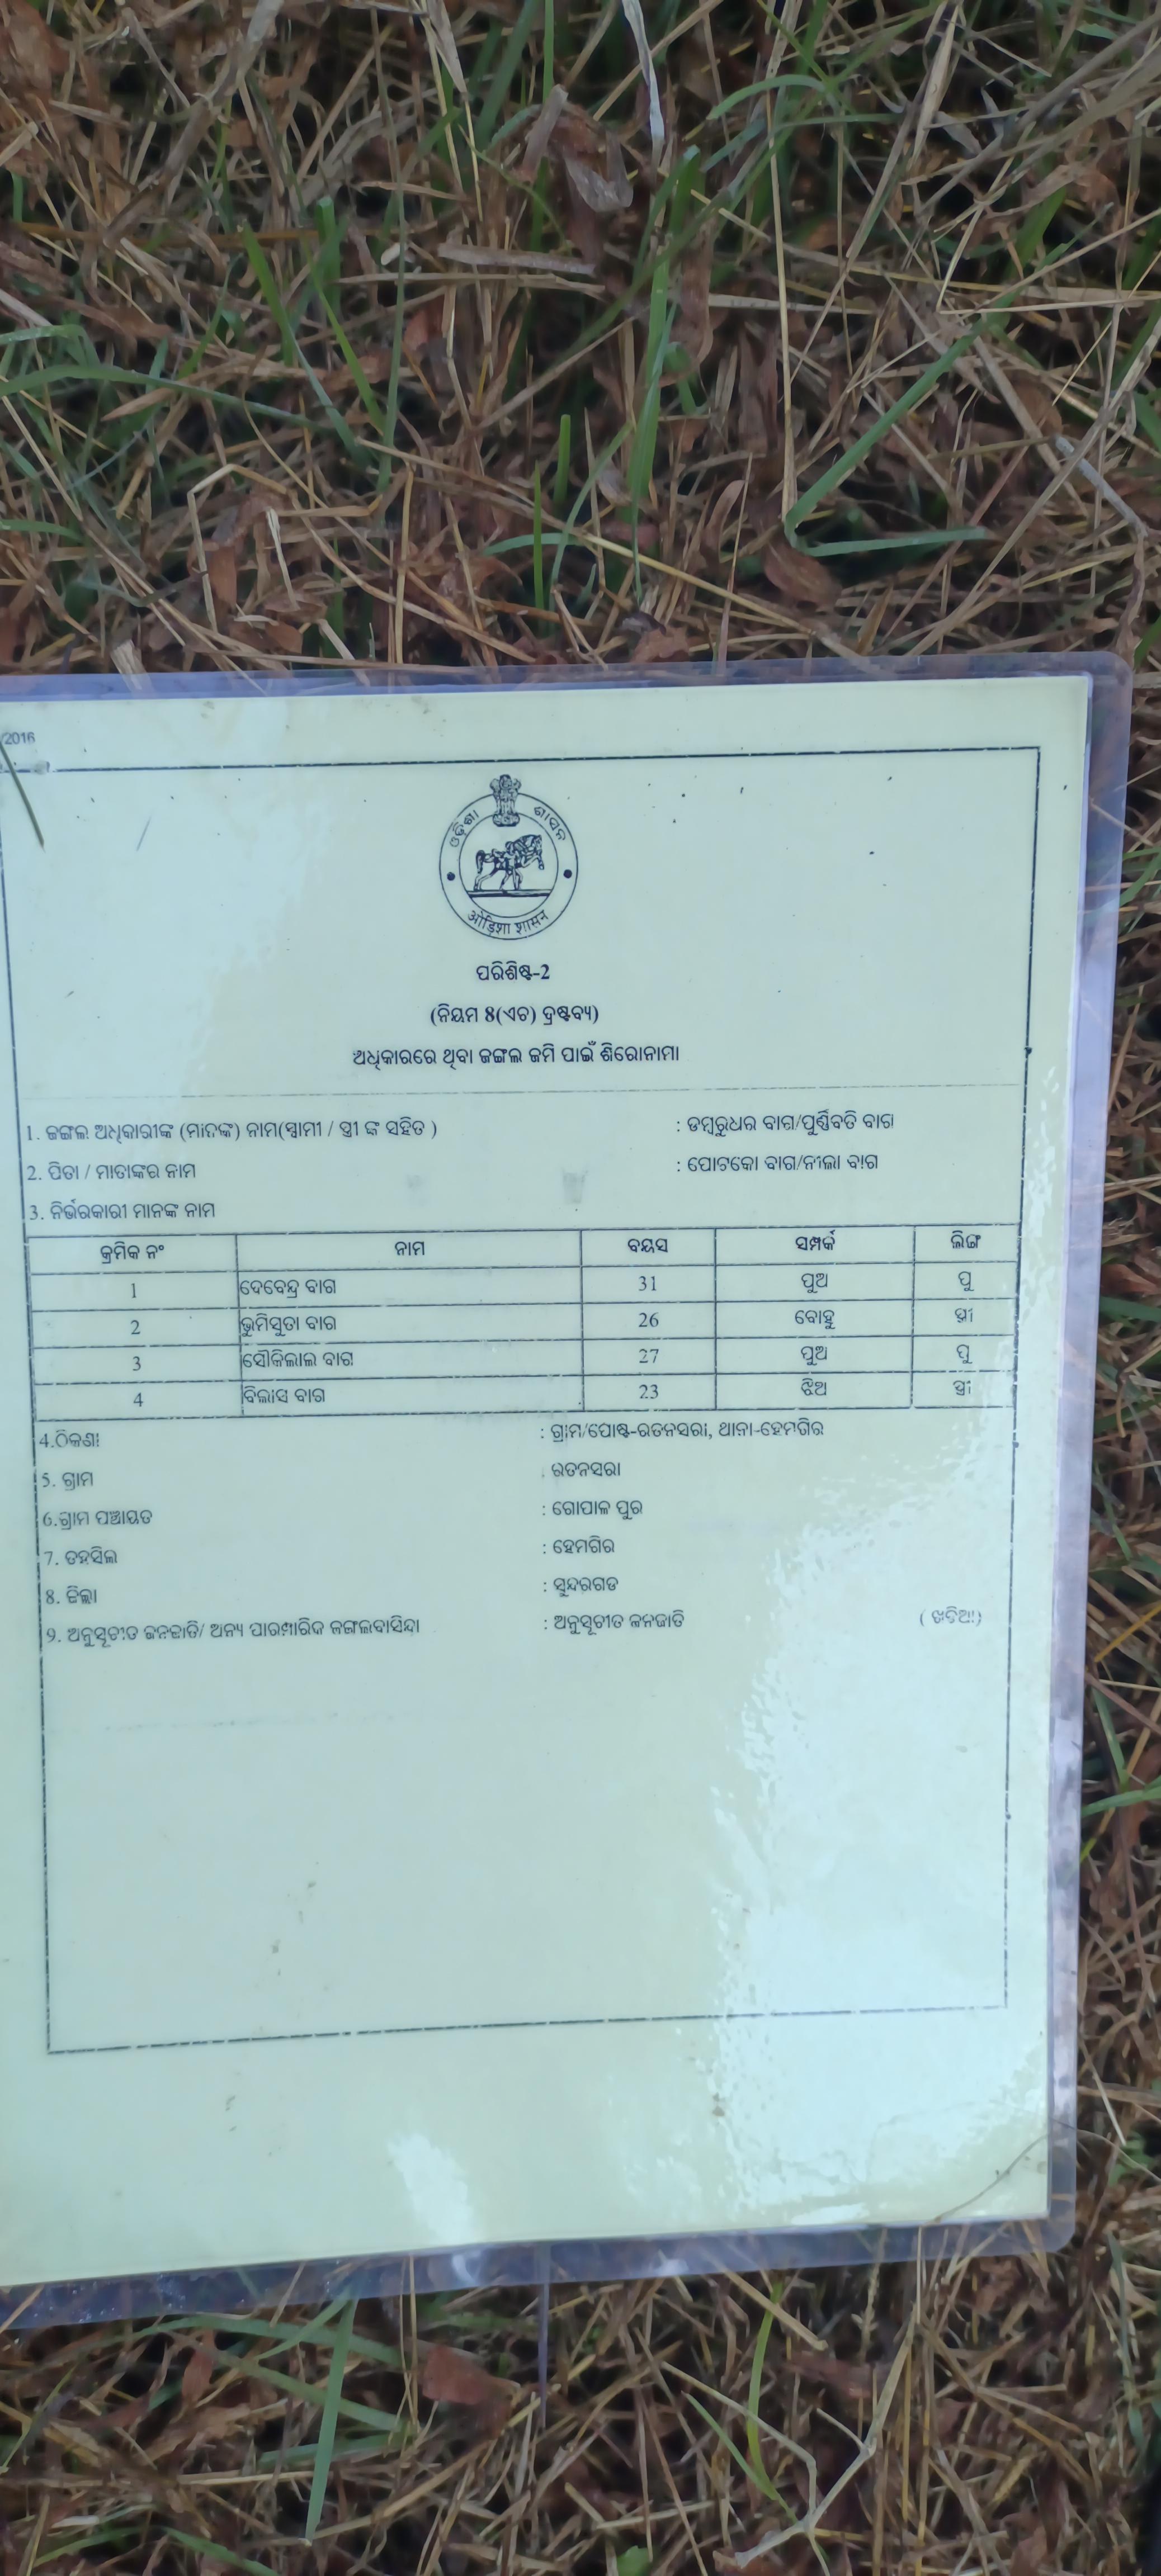 /2016
ଓଡ଼ିଶା ଶାସନ
ओड़िशा शासन
ପରିଶିଷ୍ଟ-2
(ନିୟମ 8(ଏଚ) ଦ୍ରଷ୍ଟବ୍ୟ)
ଅଧିକାରରେ ଥିବା ଜଙ୍ଗଲ ଜମି ପାଇଁ ଶିରୋନାମା
1. ଜଙ୍ଗଲ ଅଧିକାରୀଙ୍କ (ମାନଙ୍କ) ନାମ(ସ୍ଵାମୀ / ସ୍ତ୍ରୀ ଙ୍କ ସହିତ ) : ଡମ୍ବରୁଧର ବାଗ/ପୁର୍ଣ୍ଣବତି ବାଗ
2. ପିତା / ମାତାଙ୍କର ନାମ : ପୋଟକୋ ବାଗ/ନୀଲା ବାଗ
3. ନିର୍ଭରକାରୀ ମାନଙ୍କ ନାମ
କ୍ରମିକ ନଂ ନାମ ବୟସ ସମ୍ପର୍କ ଲିଙ୍ଗ
1 ଦେବେନ୍ଦ୍ର ବାଗ 31 ପୁଅ ପୁ
2 ଭୁମିସୁତା ବାଗ 26 ବୋହୁ ସ୍ତ୍ରୀ
3 ସୌକିଲାଲ ବାଗ 27 ପୁଅ ପୁ
4 ବିଲାସ ବାଗ 23 ଝିଅ ସ୍ତ୍ରୀ
4.ଠିକଣା : ଗ୍ରାମ/ପୋଷ୍ଟ-ରତନସରା, ଥାନା-ହେମଗିର
5. ଗ୍ରାମ : ରତନସରା
6.ଗ୍ରାମ ପଞ୍ଚାୟତ : ଗୋପାଳ ପୁର
7. ତହସିଲ : ହେମଗିର
8. ଜିଲ୍ଲା : ସୁନ୍ଦରଗଡ
9. ଅନୁସୂଚୀତ ଜନଜାତି/ ଅନ୍ୟ ପାରମ୍ପାରିକ ଜଙ୍ଗଲବାସିନ୍ଦା : ଅନୁସୂଚୀତ ଜନଜାତି ( ଖଡିଆ)